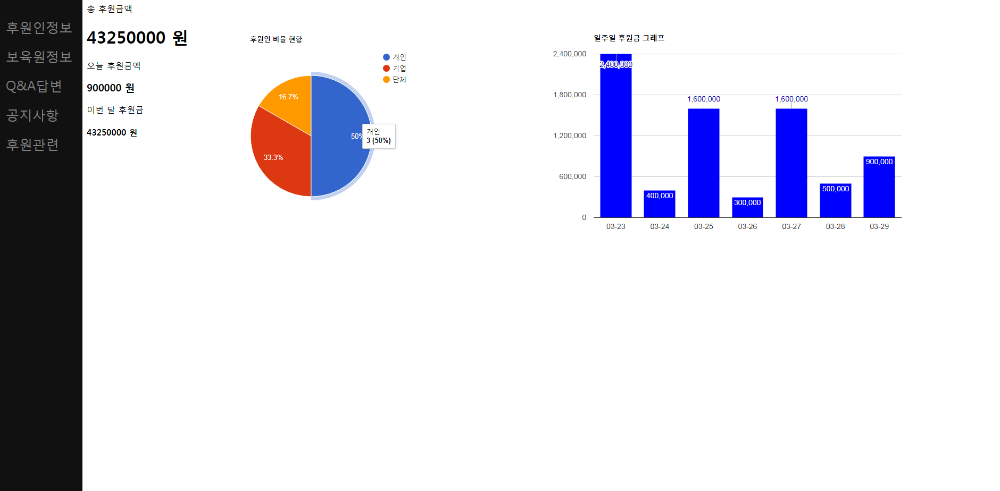 후원인정보
보육원정보
Q&A답변
공지사항
후원관련
총 후원금액
43250000 원
오늘 후원금액
900000 원
이번 달 후원금
43250000 원
후원인 비율 현황
개인
기업
단체
16.7%
33.3%
50%
개인
3 (50%)
일주일 후원금 그래프
2,400,000
1,800,000
1,200,000
600,000
0
2,400,000
400,000
1,600,000
300,000
1,600,000
500,000
900,000
03-23
03-24
03-25
03-26
03-27
03-28
03-29